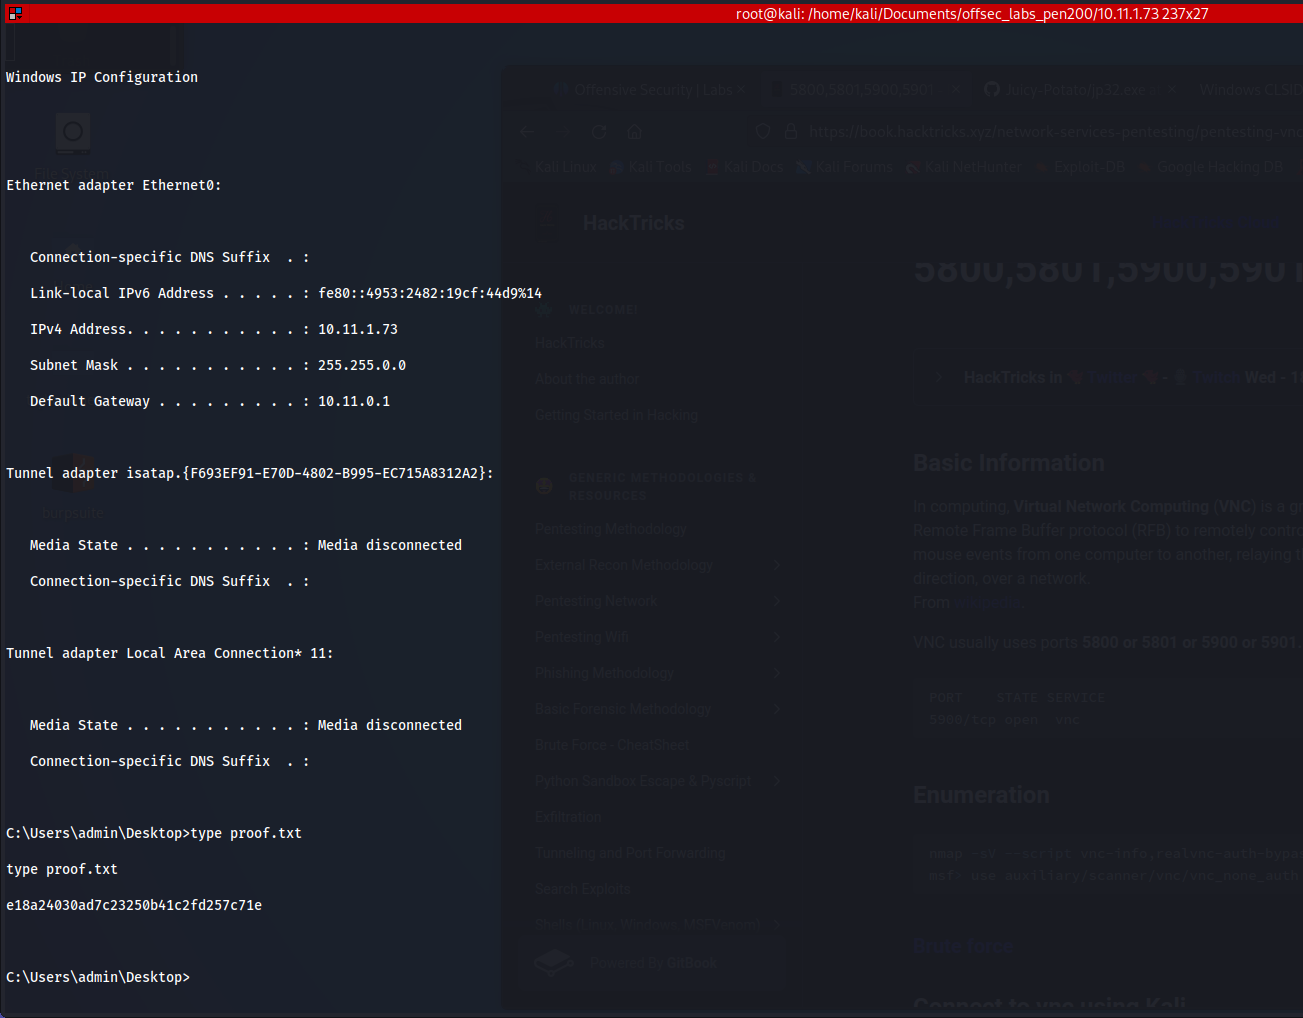 root@kali: /home/kali/Documents/offsec_labs_pen200/10.11.1.73 237x27
Windows IP Configuration
Ethernet adapter Ethernet0:
Connection-specific DNS Suffix  . :
Link-local IPv6 Address . . . . . : fe80::4953:2482:19cf:44d9%14
IPv4 Address. . . . . . . . . . . : 10.11.1.73
Subnet Mask . . . . . . . . . . . : 255.255.0.0
Default Gateway . . . . . . . . . : 10.11.0.1
Tunnel adapter isatap.{F693EF91-E70D-4802-B995-EC715A8312A2}:
Media State . . . . . . . . . . . : Media disconnected
Connection-specific DNS Suffix  . :
Tunnel adapter Local Area Connection* 11:
Media State . . . . . . . . . . . : Media disconnected
Connection-specific DNS Suffix  . :
C:\Users\admin\Desktop>type proof.txt
type proof.txt
e18a24030ad7c23250b41c2fd257c71e
C:\Users\admin\Desktop>
File System
burpsuite
Offensive Security | Labs
5800,5801,5900,5901
Juicy-Potato/jp32.exe
Windows CLSID
https://book.hacktricks.xyz/network-services-pentesting/pentesting-vnc
Kali Linux
Kali Tools
Kali Docs
Kali Forums
Kali NetHunter
Exploit-DB
Google Hacking DB
HackTricks
WELCOME!
HackTricks
About the author
Getting Started in Hacking
GENERIC METHODOLOGIES &
RESOURCES
Pentesting Methodology
External Recon Methodology
Pentesting Network
Pentesting Wifi
Phishing Methodology
Basic Forensic Methodology
Brute Force - CheatSheet
Python Sandbox Escape & Pyscript
Exfiltration
Tunneling and Port Forwarding
Search Exploits
Shells (Linux, Windows, MSFVenom)
Powered By GitBook
5800,5801,5900,5901
HackTricks in Twitter - Twitch Wed - 18
Basic Information
In computing, Virtual Network Computing (VNC) is a
Remote Frame Buffer protocol (RFB) to remotely
mouse events from one computer to another, relaying
direction, over a network.
From
VNC usually uses ports 5800 or 5801 or 5900 or 5901.
PORT    STATE SERVICE
5900/tcp open  vnc
Enumeration
nmap -sV --script vnc-info,realvnc-auth-bypas
msf> use auxiliary/scanner/vnc/vnc_none_auth
Brute force
Connect to vnc using Kali